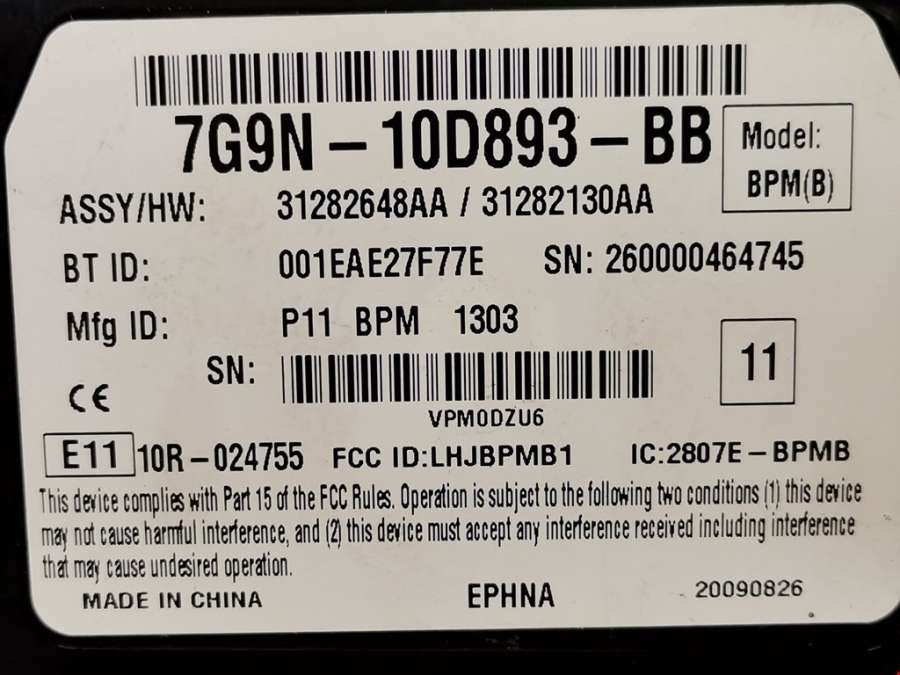 7G9N-10D893-BB
Model:
BPM(B)
ASSY/HW: 31282648AA / 31282130AA
BT ID: 001EAE27F77E SN: 260000464745
Mfg ID: P11 BPM 1303
SN:
11
VPM0DZU6
CE
E11 10R-024755 FCC ID:LHJBPMB1 IC:2807E-BPMB
This device complies with Part 15 of the FCC Rules. Operation is subject to the following two conditions (1) this device
may not cause harmful interference, and (2) this device must accept any interference received including interference
that may cause undesired operation.
MADE IN CHINA EPHNA 20090826